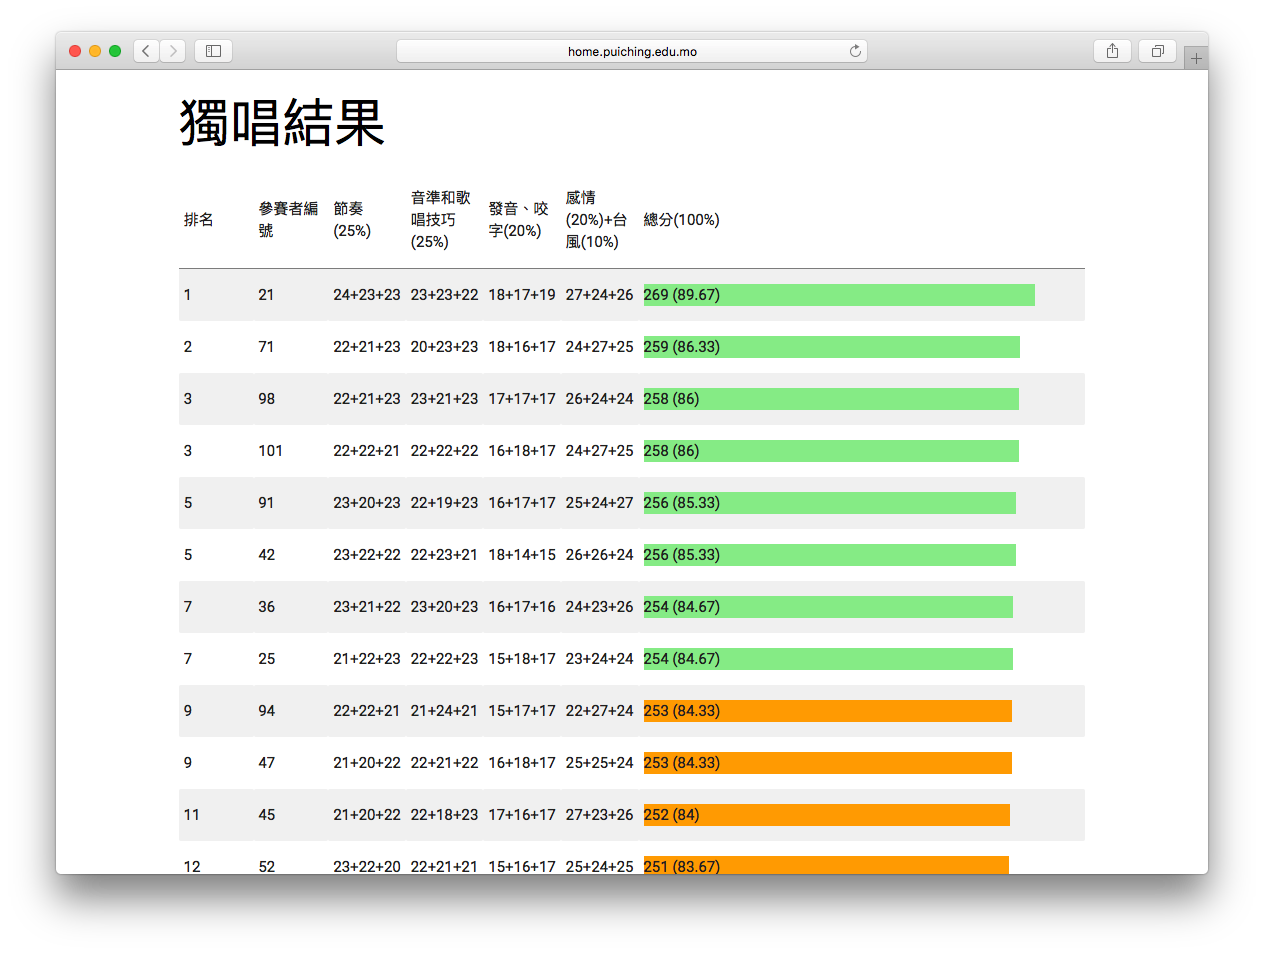 home.puiching.edu.mo
獨唱結果
排名 參賽者編號 節奏(25%) 音準和歌唱技巧(25%) 發音、咬字(20%) 感情(20%)+台風(10%) 總分(100%)
1 21 24+23+23 23+23+22 18+17+19 27+24+26 269 (89.67)
2 71 22+21+23 20+23+23 18+16+17 24+27+25 259 (86.33)
3 98 22+21+23 23+21+23 17+17+17 26+24+24 258 (86)
3 101 22+22+21 22+22+22 16+18+17 24+27+25 258 (86)
5 91 23+20+23 22+19+23 16+17+17 25+24+27 256 (85.33)
5 42 23+22+22 22+23+21 18+14+15 26+26+24 256 (85.33)
7 36 23+21+22 23+20+23 16+17+16 24+23+26 254 (84.67)
7 25 21+22+23 22+22+23 15+18+17 23+24+24 254 (84.67)
9 94 22+22+21 21+24+21 15+17+17 22+27+24 253 (84.33)
9 47 21+20+22 22+21+22 16+18+17 25+25+24 253 (84.33)
11 45 21+20+22 22+18+23 17+16+17 27+23+26 252 (84)
12 52 23+22+20 22+21+21 15+16+17 25+24+25 251 (83.67)